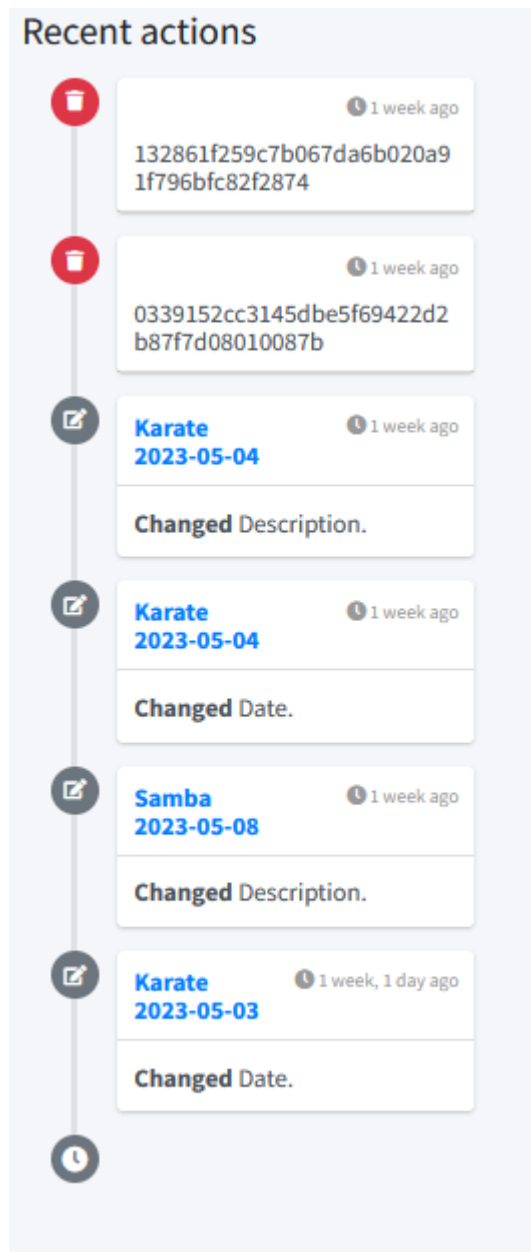 Recent actions
1 week ago
132861f259c7b067da6b020a9
1f796bfc82f2874
1 week ago
0339152cc3145dbe5f69422d2
b87f7d08010087b
Karate 1 week ago
2023-05-04
Changed Description.
Karate 1 week ago
2023-05-04
Changed Date.
Samba 1 week ago
2023-05-08
Changed Description.
Karate 1 week, 1 day ago
2023-05-03
Changed Date.